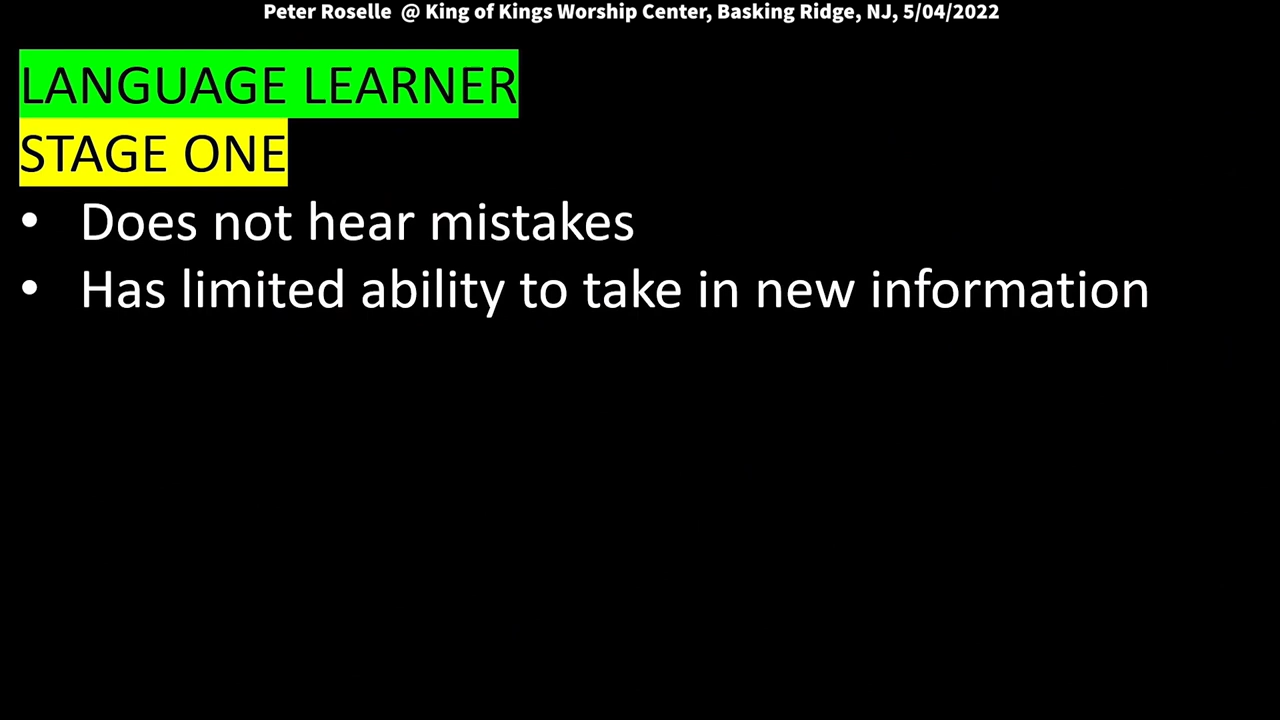 Peter Roselle @ King of Kings Worship Center, Basking Ridge, NJ, 5/04/2022
LANGUAGE LEARNER
STAGE ONE
• Does not hear mistakes
• Has limited ability to take in new information